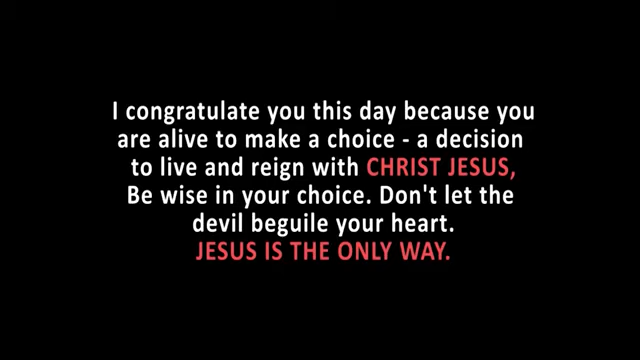 I congratulate you this day because you
are alive to make a choice - a decision
to live and reign with CHRIST JESUS,
Be wise in your choice. Don't let the
devil beguile your heart.
JESUS IS THE ONLY WAY.